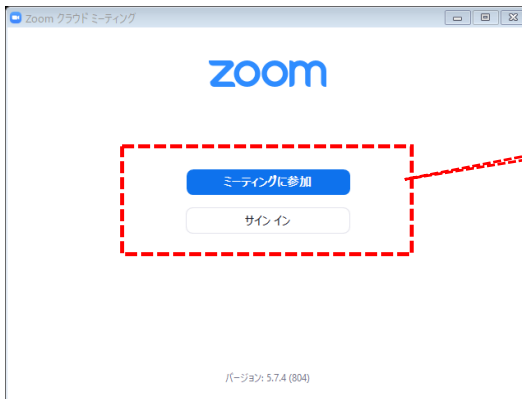 Zoom クラウド ミーティング
zoom
ミーティングに参加
サイン イン
バージョン: 5.7.4 (804)